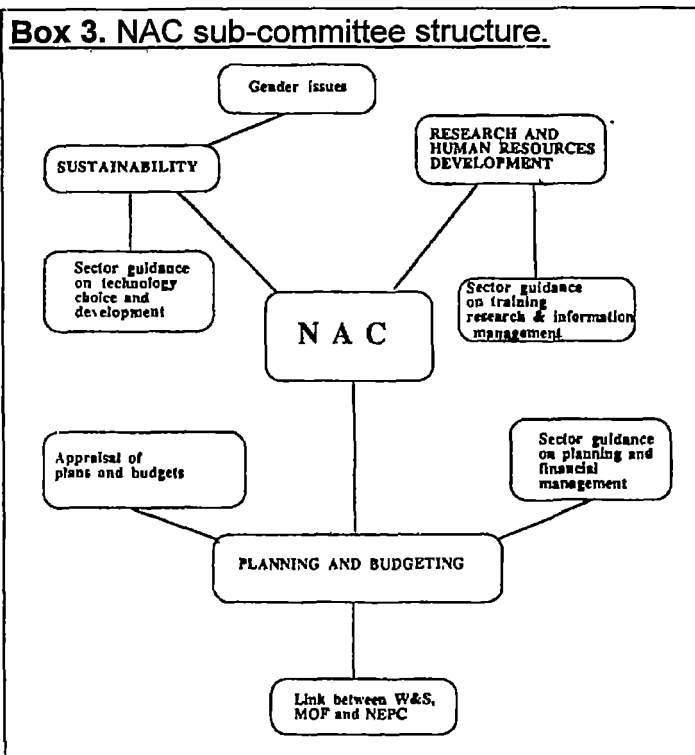 Box 3. NAC sub-committee structure.
Gender issues
SUSTAINABILITY
RESEARCH AND
HUMAN RESOURCES
DEVELOPMENT
Sector guidance
on technology
choice and
development
Sector guidance
on training
research & information
management
N A C
Appraisal of
plans and budgets
Sector guidance
on planning and
financial
management
PLANNING AND BUDGETING
Link between W&S,
MOF and NEPC